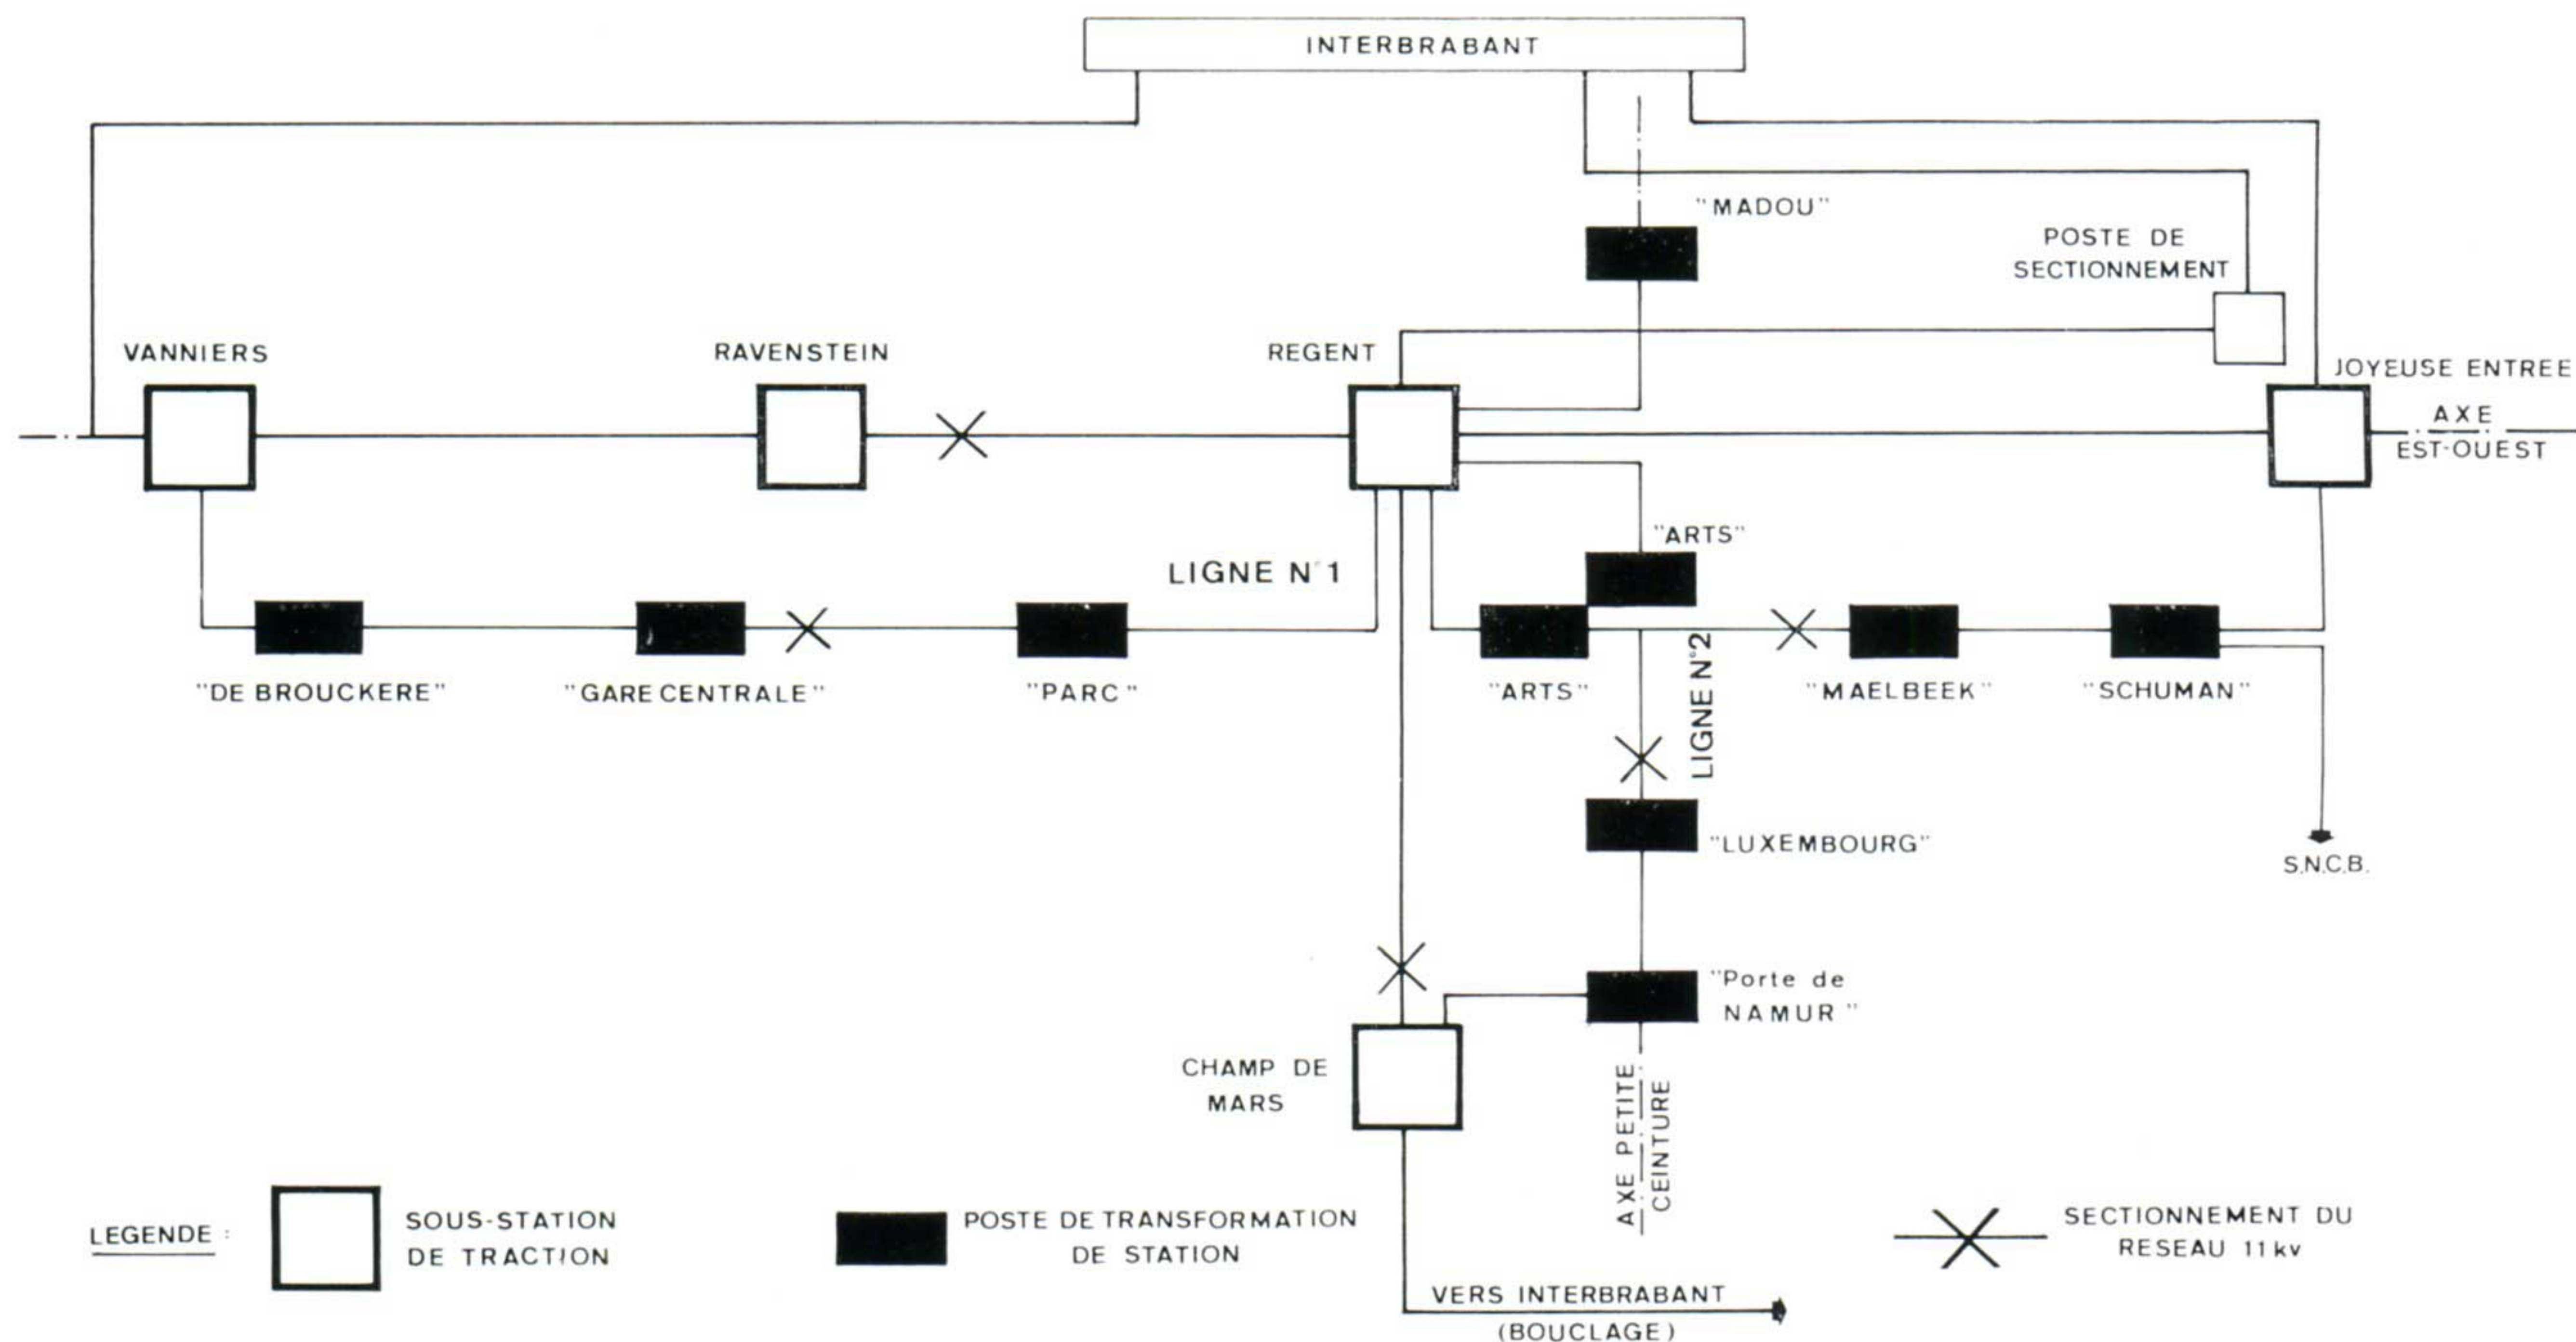 INTERBRABANT
"MADOU"
POSTE DE
SECTIONNEMENT
VANNIERS
RAVENSTEIN
REGENT
JOYEUSE ENTREE
AXE
EST-OUEST
"ARTS"
LIGNE N°1
"DE BROUCKERE"
"GARE CENTRALE"
"PARC"
"ARTS"
LIGNE N°2
"MAELBEEK"
"SCHUMAN"
"LUXEMBOURG"
S.N.C.B.
"Porte de
NAMUR"
CHAMP DE
MARS
AXE PETITE
CEINTURE
LEGENDE :
SOUS-STATION
DE TRACTION
POSTE DE TRANSFORMATION
DE STATION
SECTIONNEMENT DU
RESEAU 11kv
VERS INTERBRABANT
(BOUCLAGE)